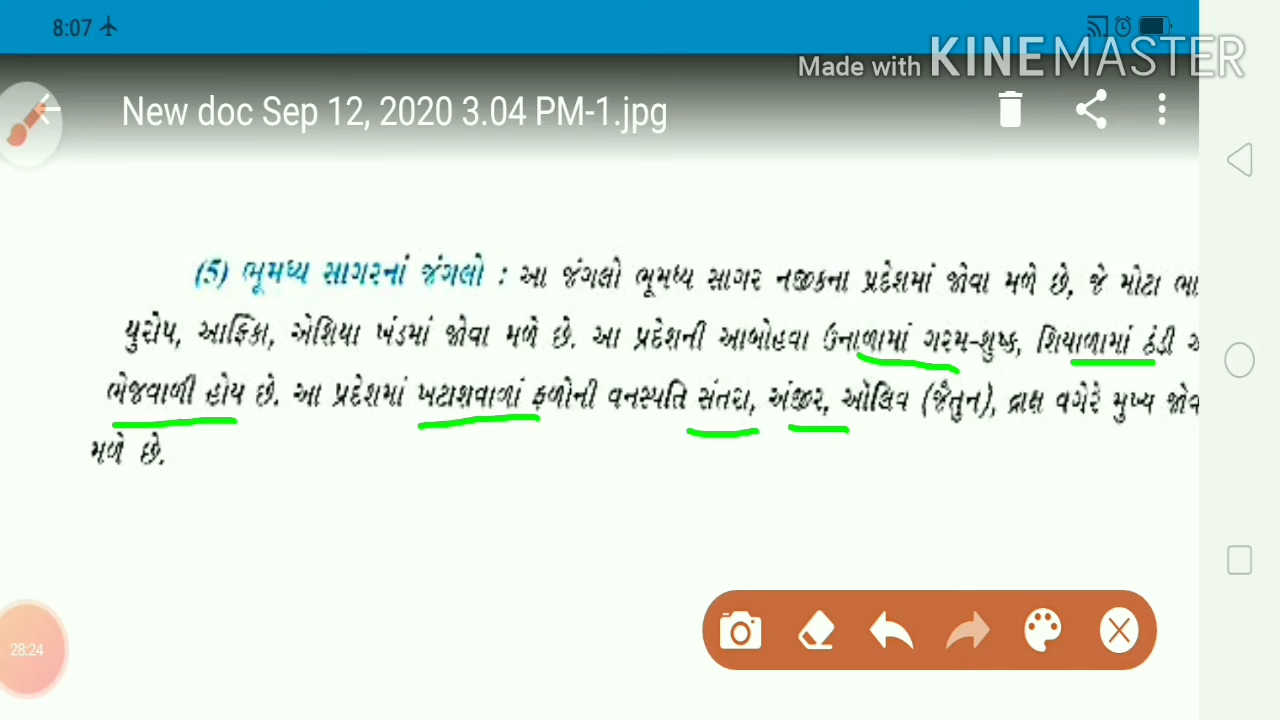 8:07
Made with KINEMASTER
New doc Sep 12, 2020 3.04 PM-1.jpg
(5) ભૂમધ્ય સાગરનાં જંગલો : આ જંગલો ભૂમધ્ય સાગર નજીકના પ્રદેશમાં જોવા મળે છે, જે મોટા ભા
યુરોપ, આફ્રિકા, એશિયા ખંડમાં જોવા મળે છે. આ પ્રદેશની આબોહવા ઉનાળામાં ગરમ-શુષ્ક, શિયાળામાં ઠંડી અ
ભેજવાળી હોય છે. આ પ્રદેશમાં ખટાશવાળાં ફળોની વનસ્પતિ સંતરા, અંજીર, ઓલિવ (જૈતુન), દ્રાક્ષ વગેરે મુખ્ય જોવ
મળે છે.
28:24